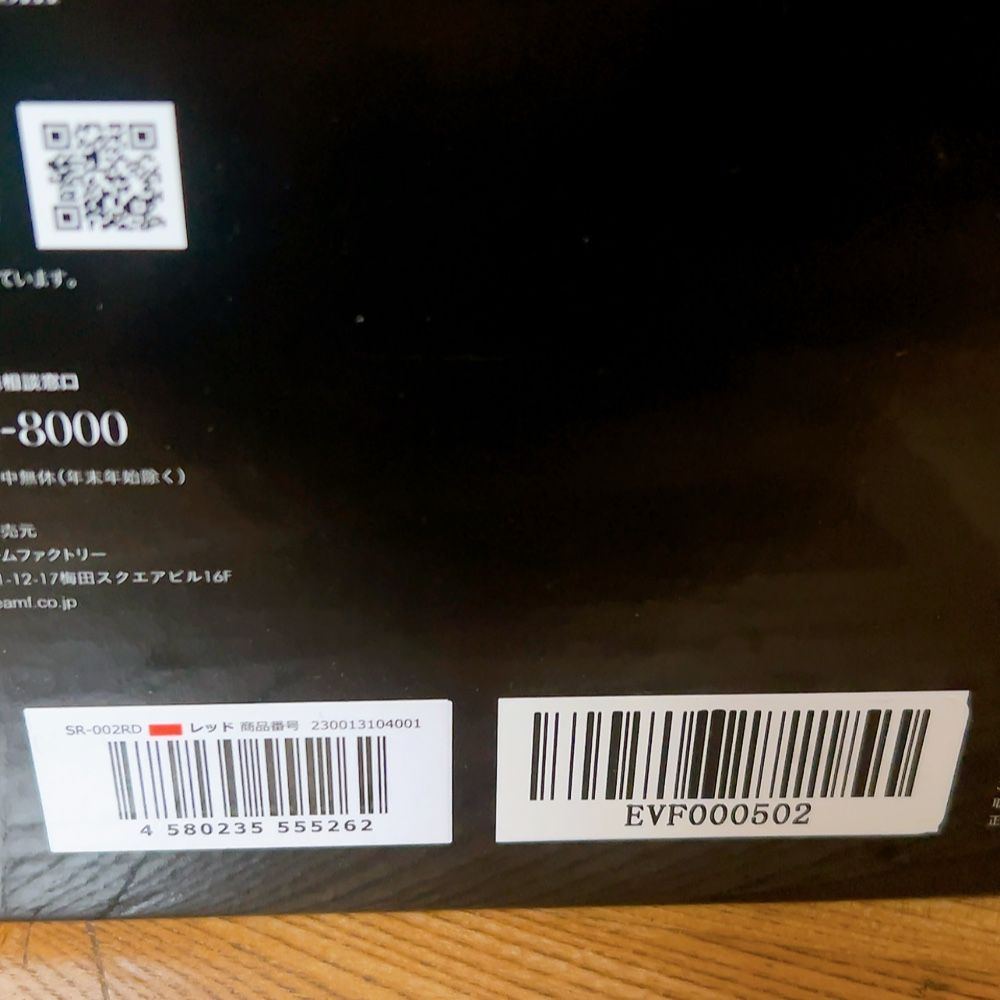 ています。
相談窓口
-8000
中無休(年末年始除く)
売元
ムファクトリー
1-12-17梅田スクエアビル16F
eamf.co.jp
SR-002RD レッド 商品番号 230013104001
4 580235 555262
EVF000502
正